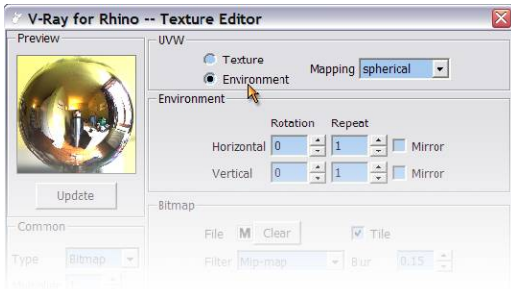 V-Ray for Rhino -- Texture Editor
Preview
UVW
Texture
Environment
Mapping spherical
Environment
Rotation Repeat
Horizontal 0 1 Mirror
Vertical 0 1 Mirror
Update
Bitmap
Common
File M Clear Tile
Type Bitmap
Filter Mip-map Blur 0.15